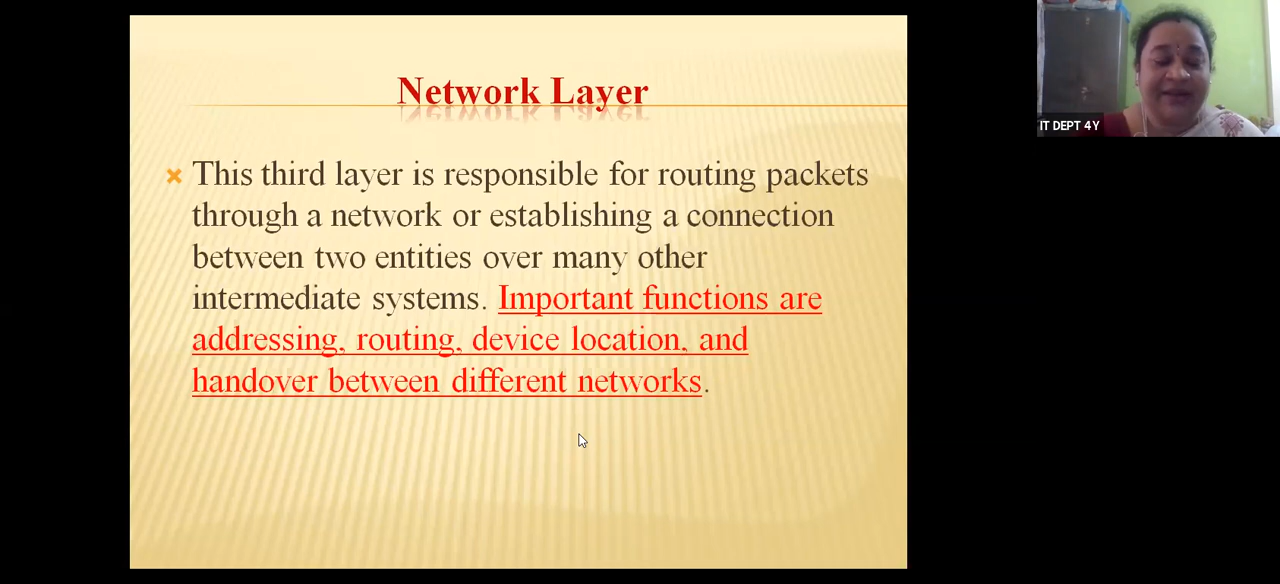 Network Layer
This third layer is responsible for routing packets
through a network or establishing a connection
between two entities over many other
intermediate systems. Important functions are
addressing, routing, device location, and
handover between different networks.
IT DEPT 4Y